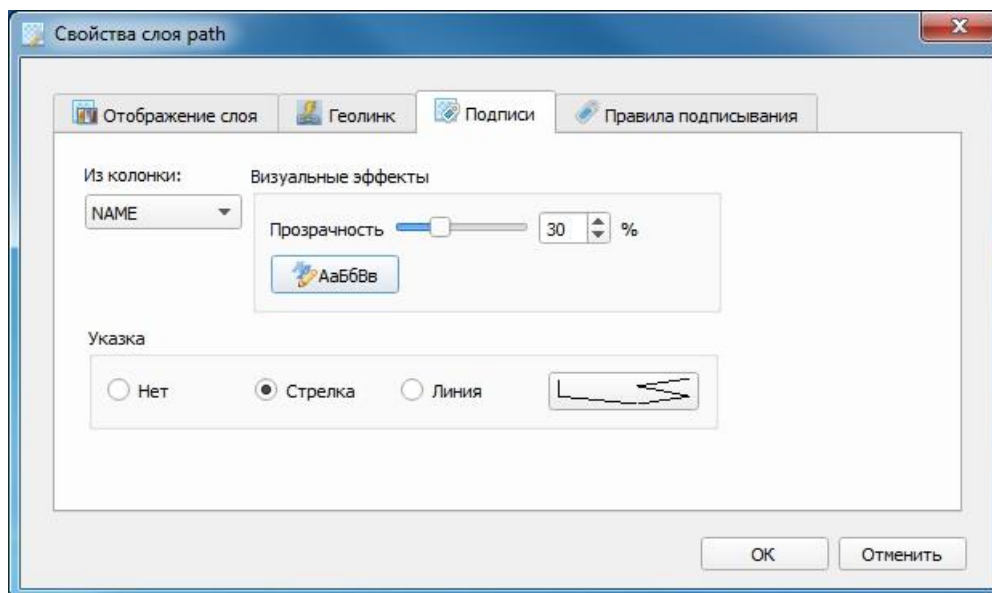 Свойства слоя path
Отображение слоя Геолинк Подписи Правила подписывания
Из колонки: Визуальные эффекты
NAME
Прозрачность 30 %
АаБбВв
Указка
Нет Стрелка Линия
ОК Отменить